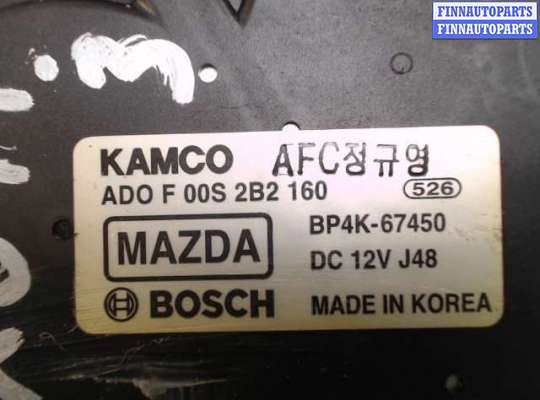 FINNAUTOPARTS
FINNAUTOPARTS
KAMCO AFC정규영
ADO F 00S 2B2 160 526
MAZDA BP4K-67450
DC 12V J48
BOSCH MADE IN KOREA